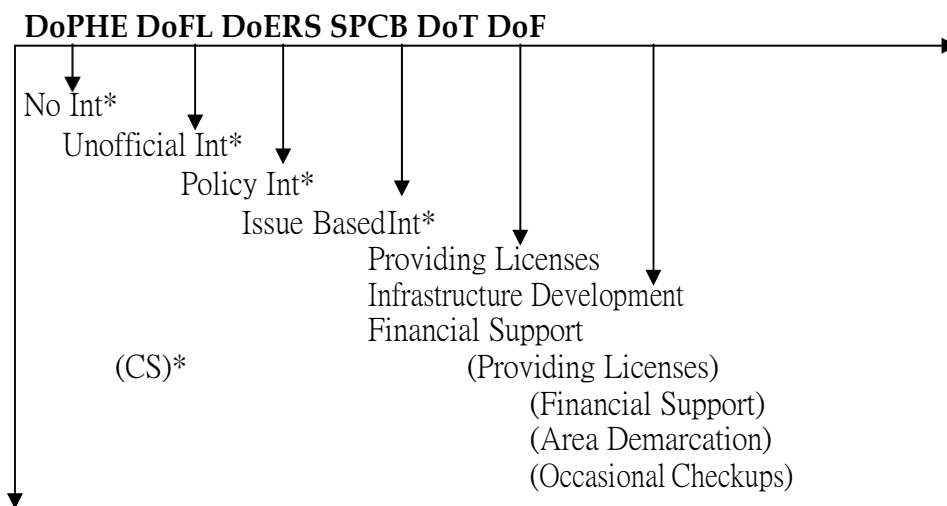 DoPHE DoFL DoERS SPCB DoT DoF
No Int*
Unofficial Int*
Policy Int*
Issue BasedInt*
Providing Licenses
Infrastructure Development
Financial Support
(CS)* (Providing Licenses)
(Financial Support)
(Area Demarcation)
(Occasional Checkups)